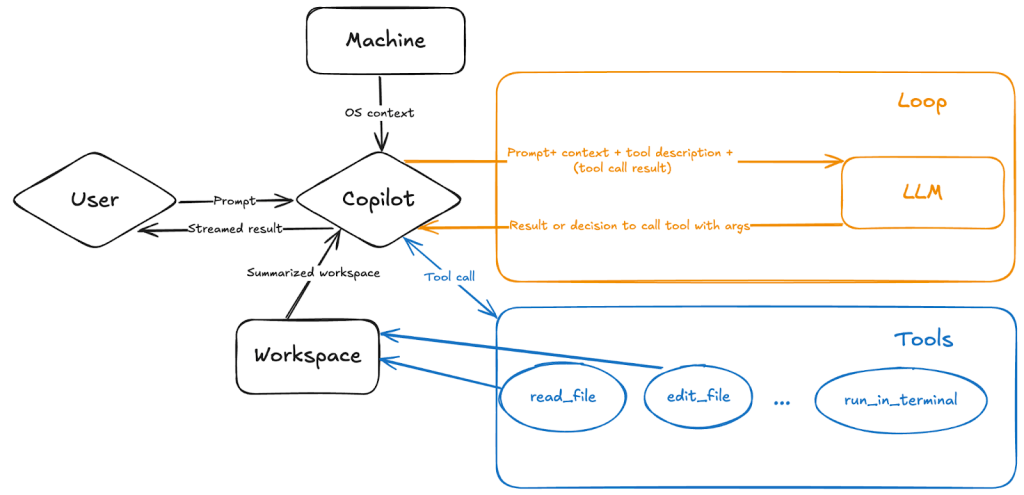 Machine
OS context
Loop
Prompt+ context + tool description +
(tool call result)
LLM
User
Prompt
Copilot
Streamed result
Result or decision to call tool with args
Summarized workspace
Tool call
Workspace
Tools
read_file
edit_file
...
run_in_terminal